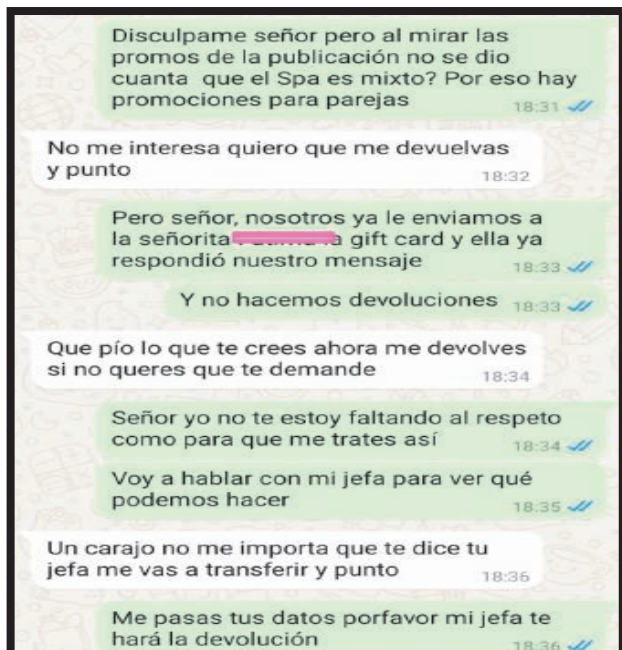 Disculpame señor pero al mirar las
promos de la publicación no se dio
cuanta que el Spa es mixto? Por eso hay
promociones para parejas 18:31
No me interesa quiero que me devuelvas
y punto 18:32
Pero señor, nosotros ya le enviamos a
la señorita a gift card y ella ya
respondió nuestro mensaje 18:33
Y no hacemos devoluciones 18:33
Que pío lo que te crees ahora me devolves
si no queres que te demande 18:34
Señor yo no te estoy faltando al respeto
como para que me trates así 18:34
Voy a hablar con mi jefa para ver qué
podemos hacer 18:35
Un carajo no me importa que te dice tu
jefa me vas a transferir y punto 18:36
Me pasas tus datos porfavor mi jefa te
hará la devolución 18:36